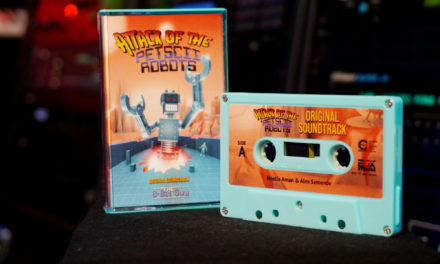 ATTACK OF THE
PETSCII
ROBOTS
ATTACK OF THE
PETSCII
ROBOTS
ORIGINAL
SOUNDTRACK
SIDE
A
Noelle Aman & Alex Semenov